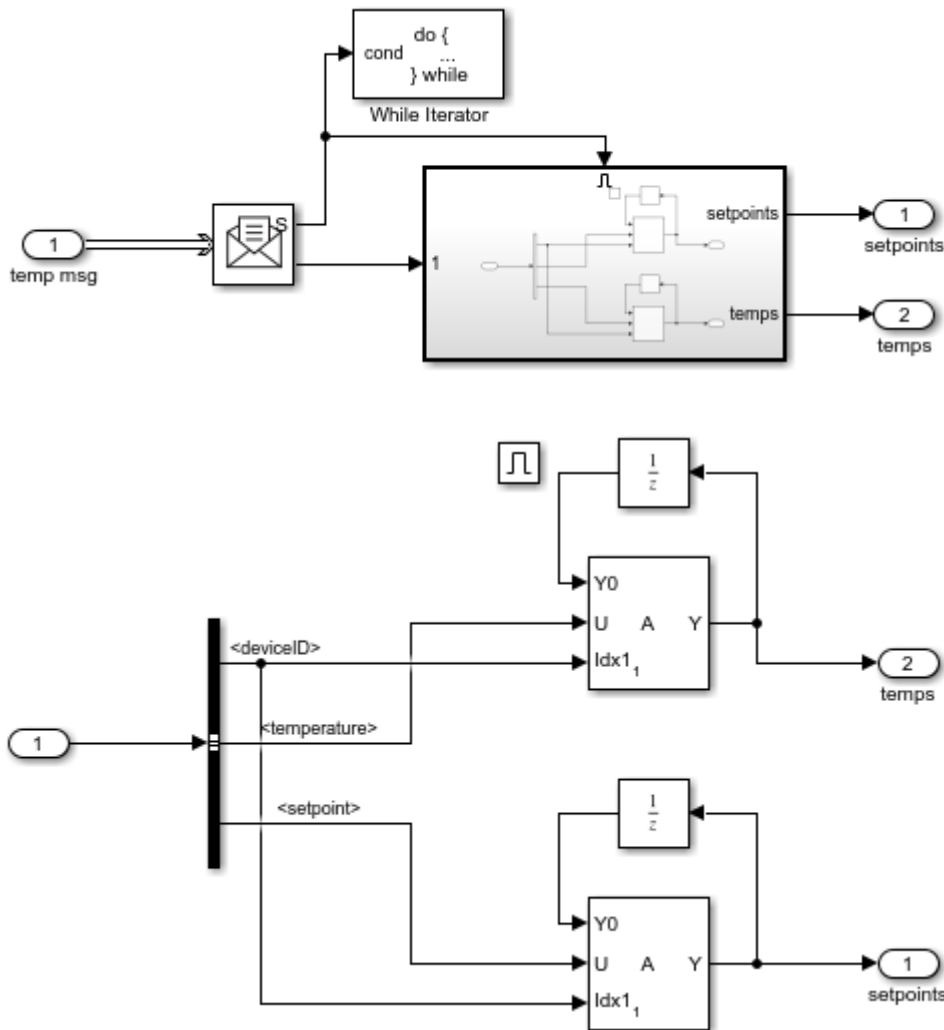 do {
cond ...
} while
While Iterator
S
1
temp msg
1
setpoints
temps
1
setpoints
2
temps
1
z
Y0
U A Y
Idx1 1
<deviceID>
2
temps
<temperature>
1
<setpoint>
1
z
Y0
U A Y
Idx1 1
1
setpoints